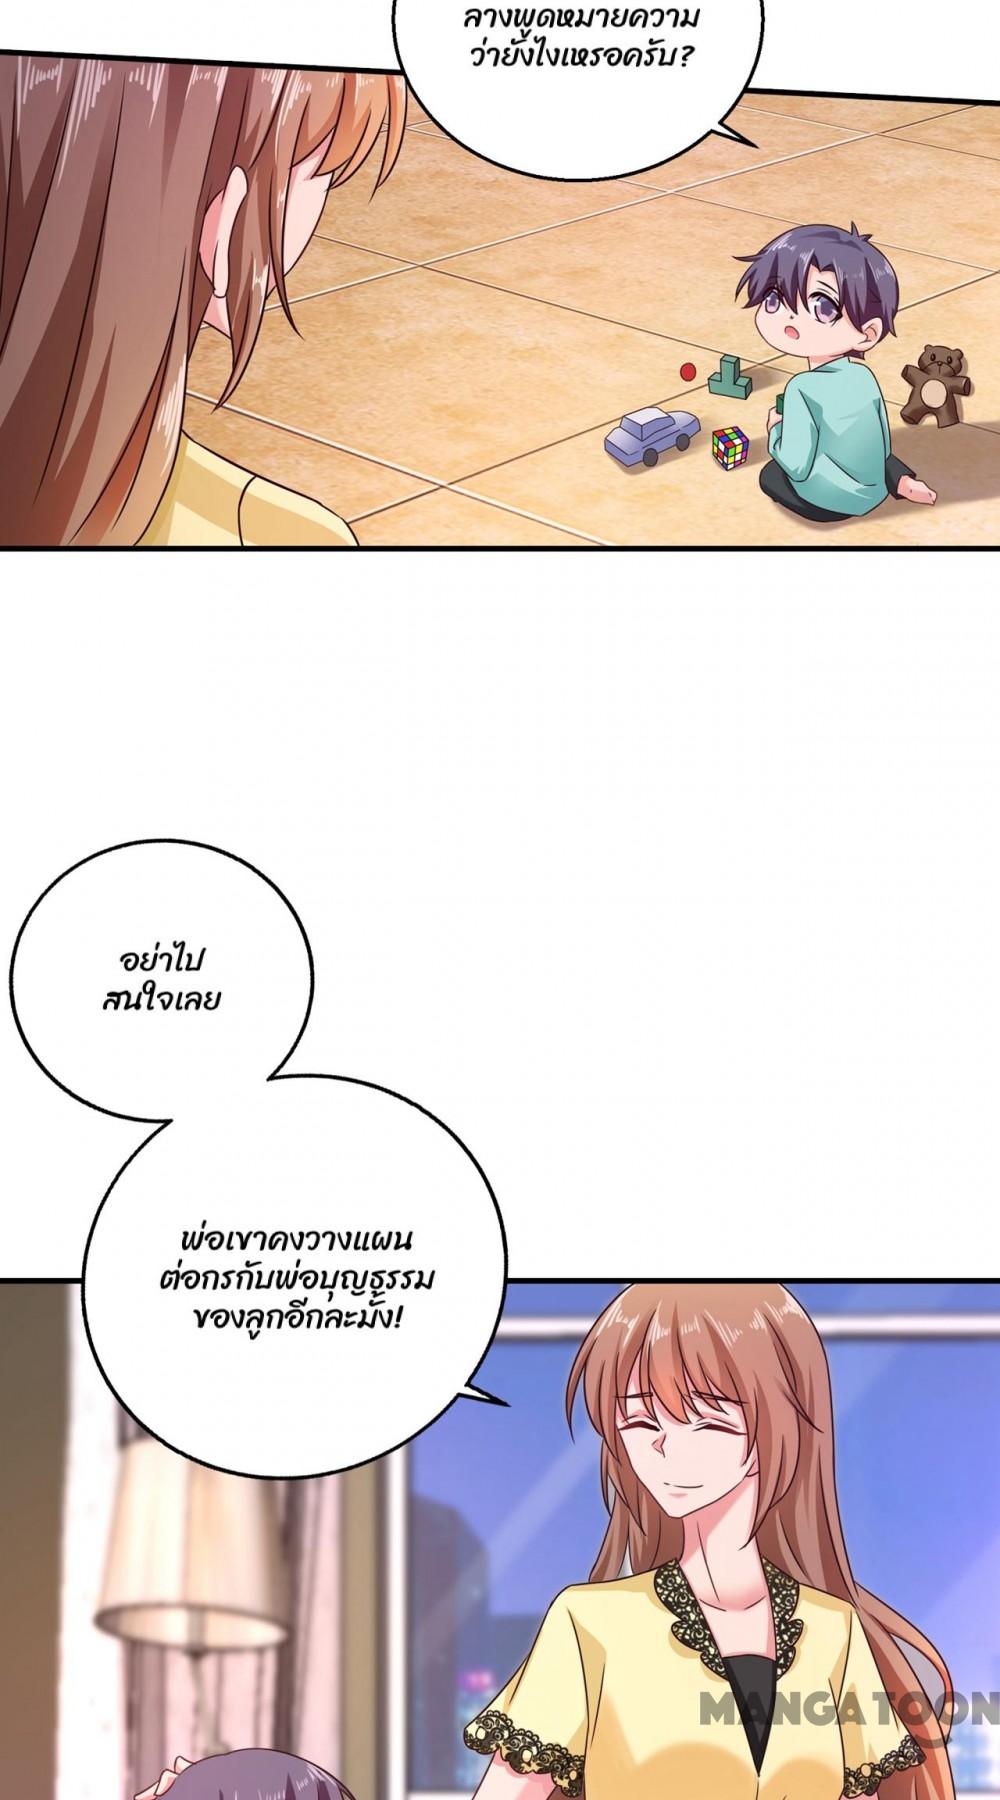 ลางพูดหมายความ
ว่ายังไงเหรอครับ?
อย่าไป
สนใจเลย
พ่อเขาคงวางแผน
ต่อกรกับพ่อบุญธรรม
ของลูกอีกละมั้ง!
MANGATOON